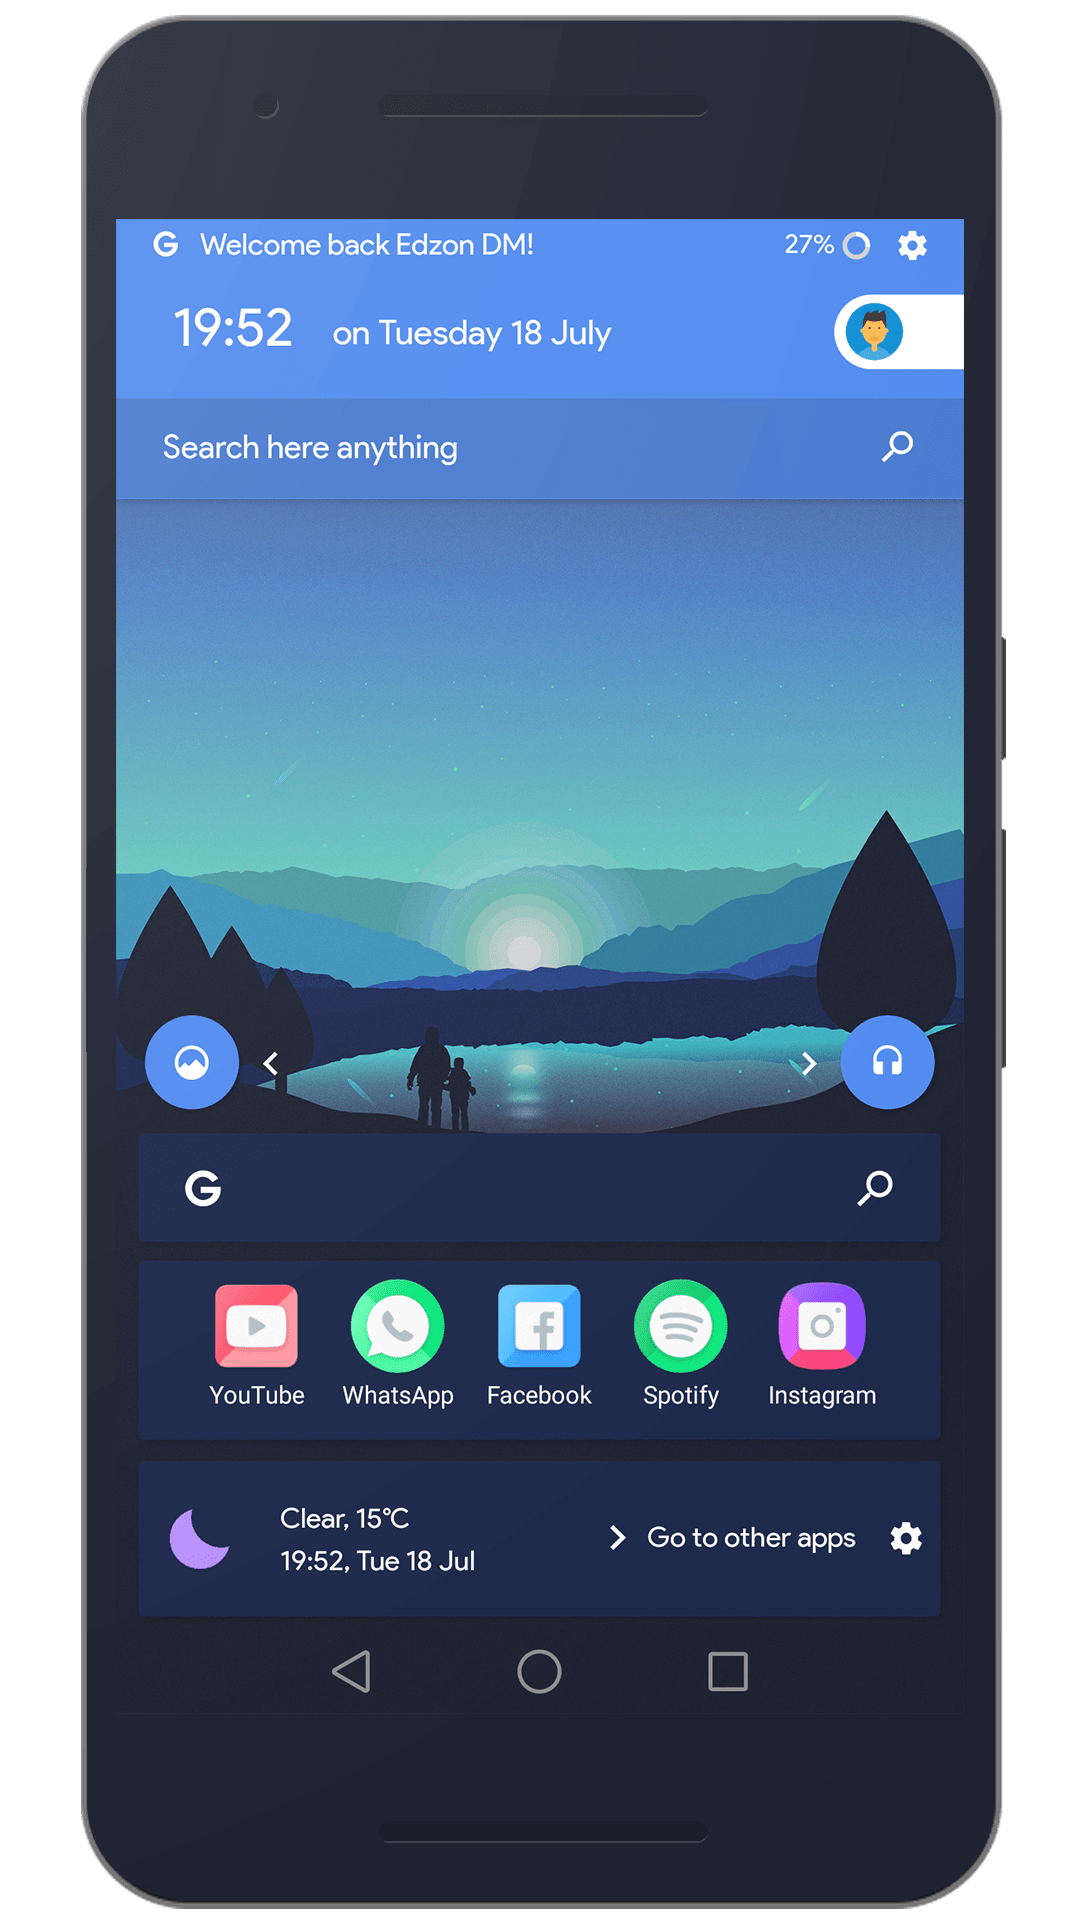 G Welcome back Edzon DM! 27%
19:52 on Tuesday 18 July
Search here anything
G
YouTube WhatsApp Facebook Spotify Instagram
Clear, 15°C
19:52, Tue 18 Jul
Go to other apps